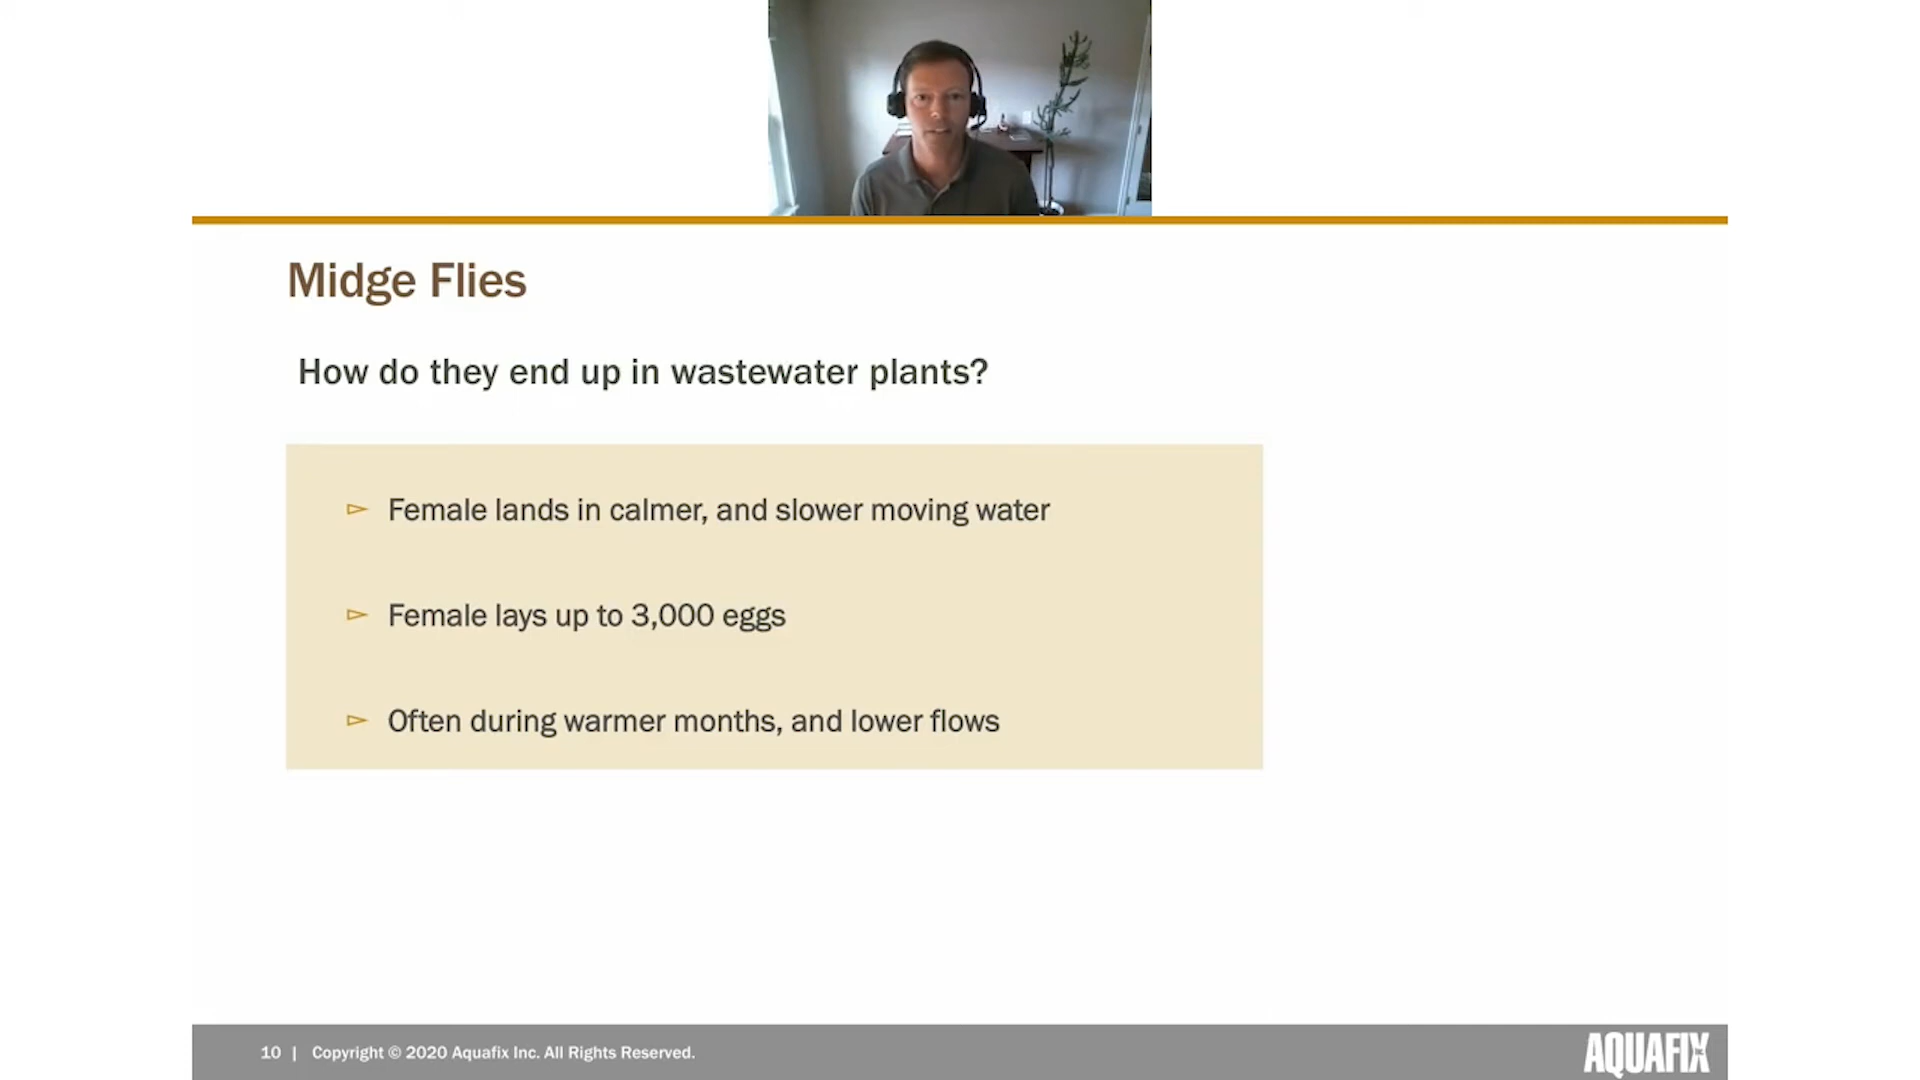 Midge Flies
How do they end up in wastewater plants?
Female lands in calmer, and slower moving water
Female lays up to 3,000 eggs
Often during warmer months, and lower flows
10 | Copyright © 2020 Aquafix Inc. All Rights Reserved.
AQUAFIX